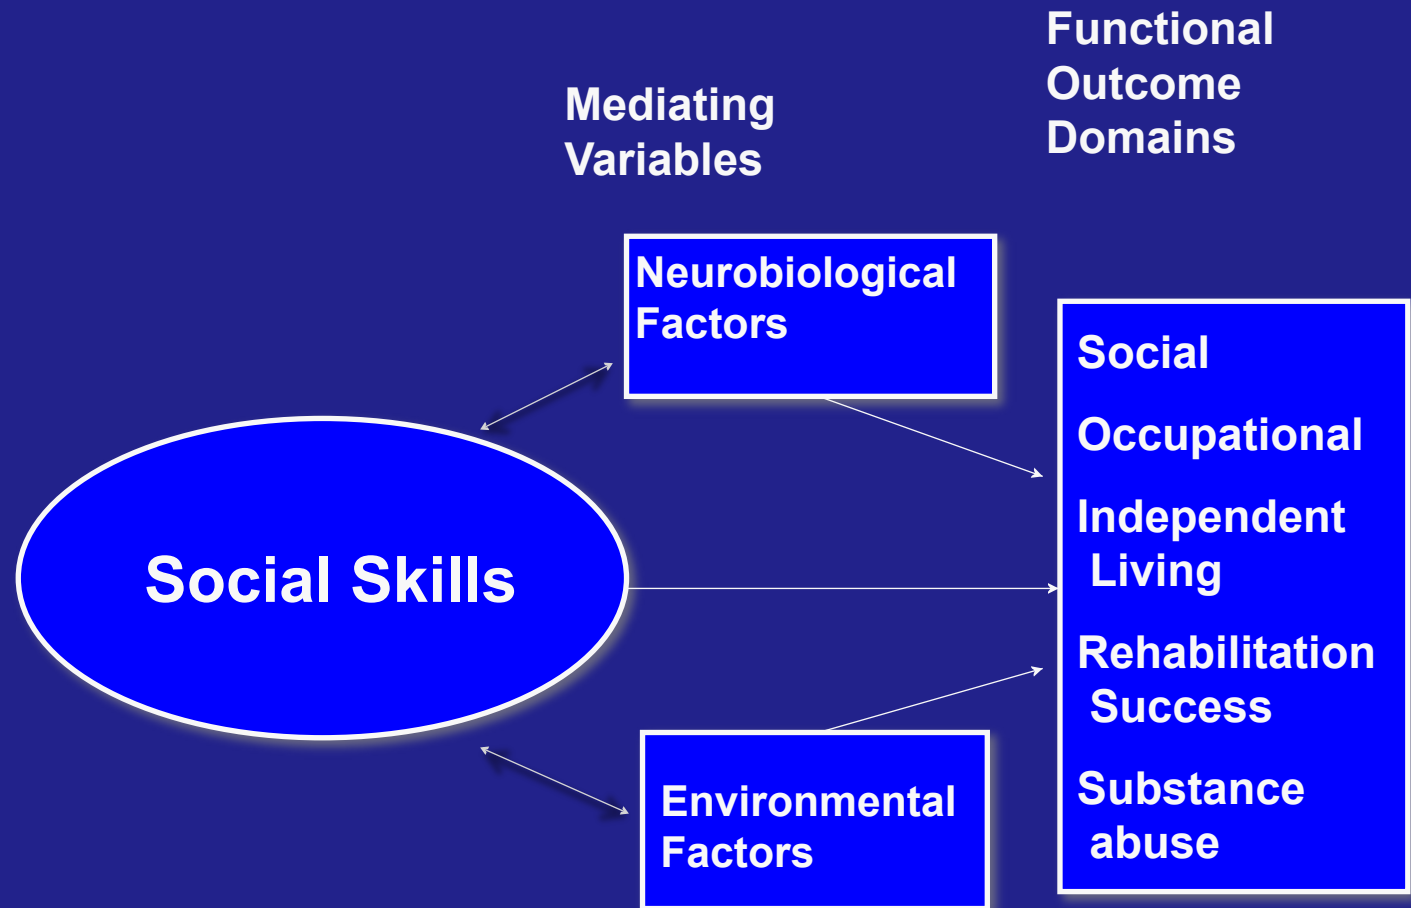 Functional
Outcome
Domains
Mediating
Variables
Neurobiological
Factors
Social Skills
Environmental
Factors
Social
Occupational
Independent
Living
Rehabilitation
Success
Substance
abuse